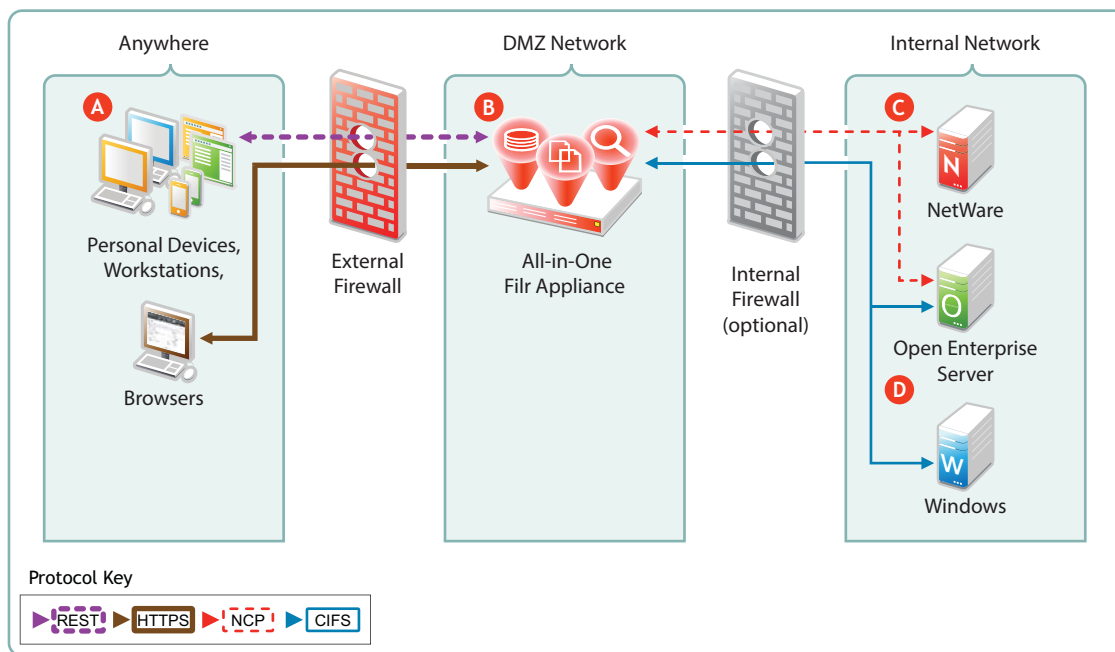 Anywhere
DMZ Network
Internal Network
A
B
C
N
NetWare
Personal Devices,
Workstations,
External
Firewall
All-in-One
Filr Appliance
Internal
Firewall
(optional)
O
Open Enterprise
Server
Browsers
D
W
Windows
Protocol Key
REST
HTTPS
NCP
CIFS